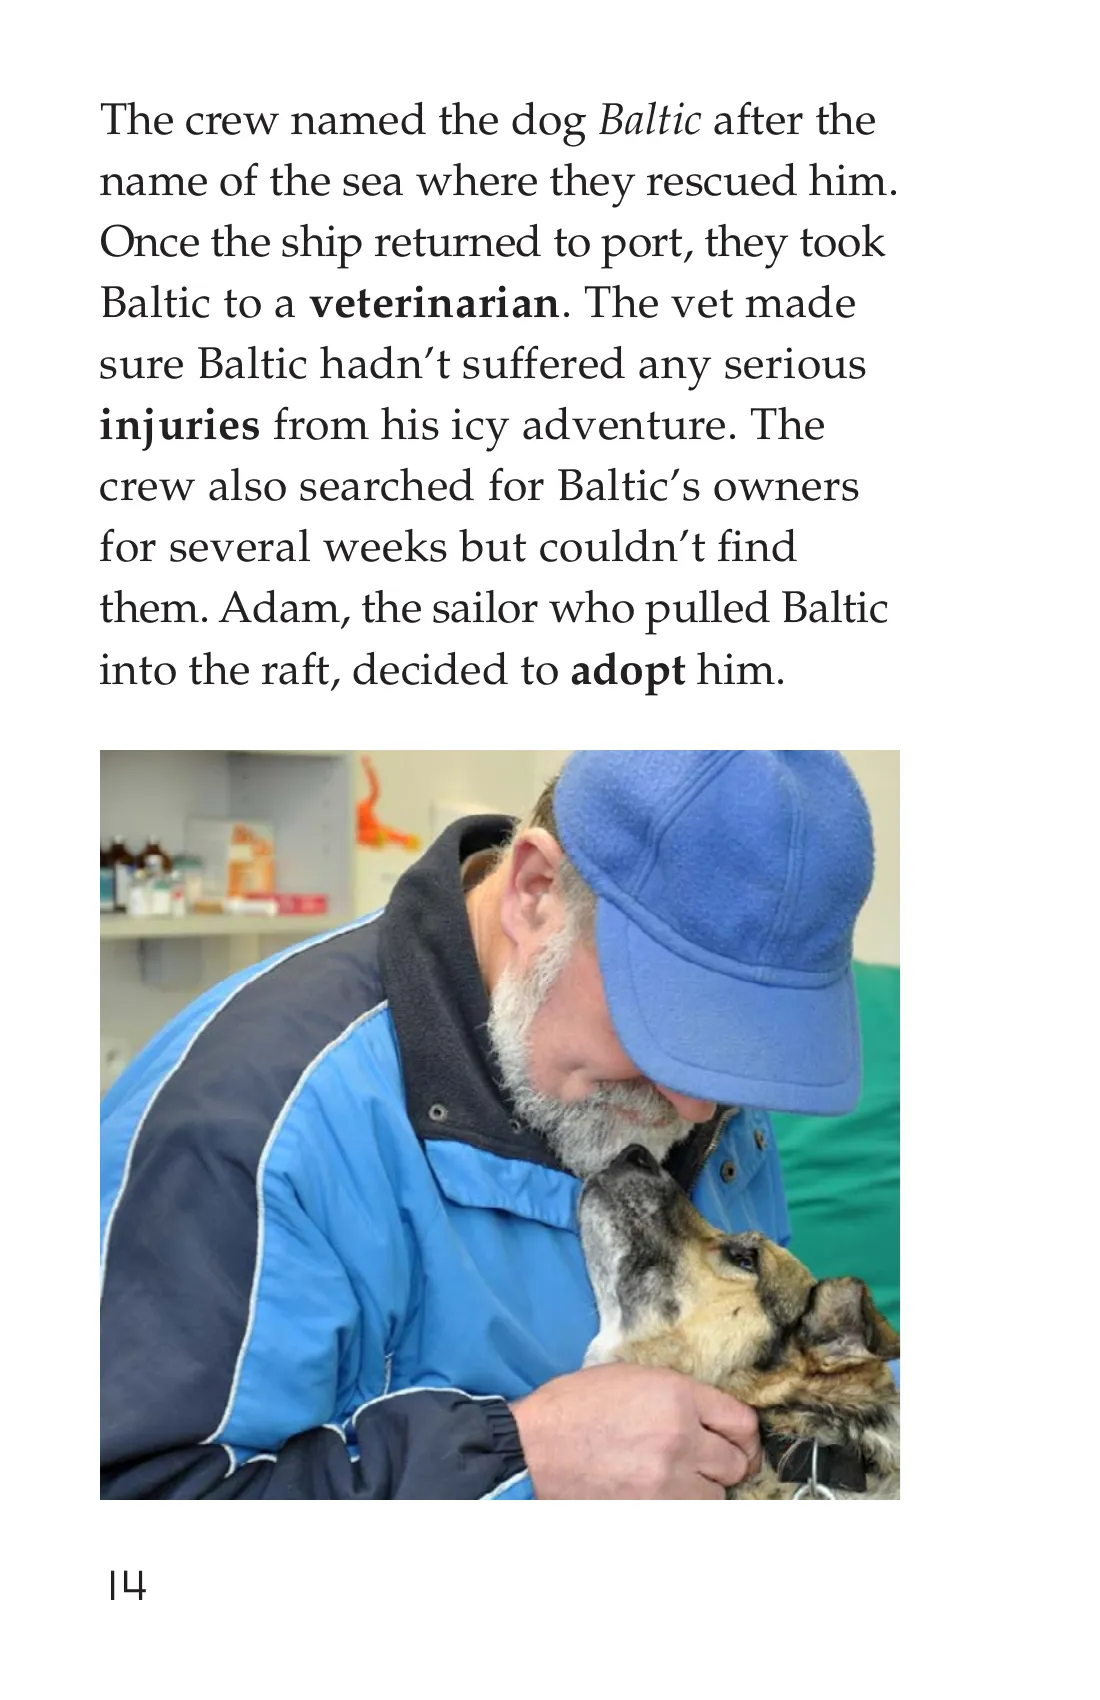 The crew named the dog Baltic after the
name of the sea where they rescued him.
Once the ship returned to port, they took
Baltic to a veterinarian. The vet made
sure Baltic hadn’t suffered any serious
injuries from his icy adventure. The
crew also searched for Baltic’s owners
for several weeks but couldn’t find
them. Adam, the sailor who pulled Baltic
into the raft, decided to adopt him.
14